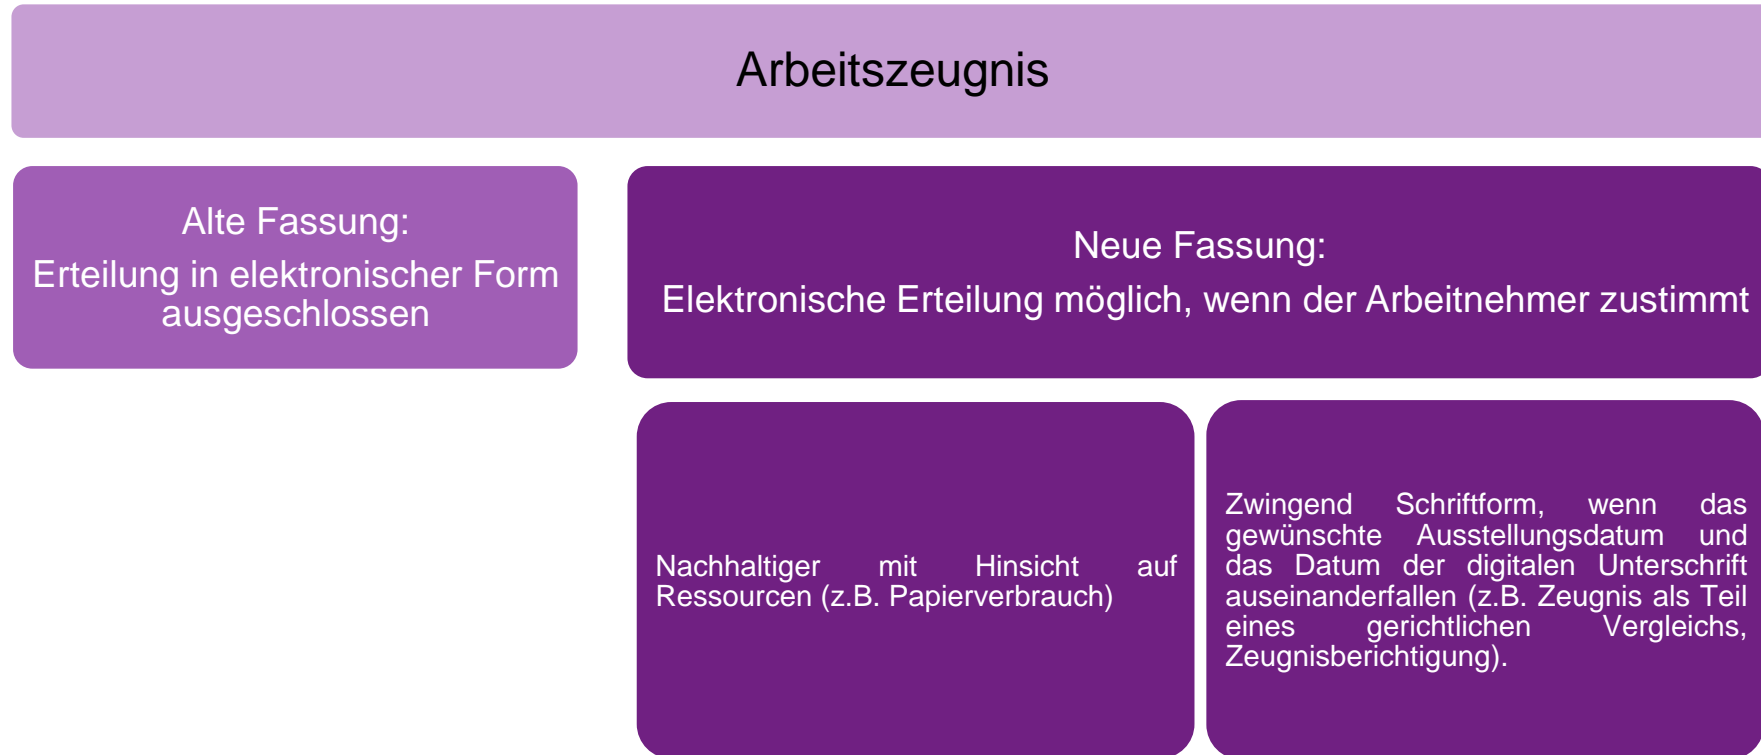 Arbeitszeugnis
Alte Fassung:
Erteilung in elektronischer Form
ausgeschlossen
Neue Fassung:
Elektronische Erteilung möglich, wenn der Arbeitnehmer zustimmt
Nachhaltiger mit Hinsicht auf
Ressourcen (z.B. Papierverbrauch)
Zwingend Schriftform, wenn das
gewünschte Ausstellungsdatum und
das Datum der digitalen Unterschrift
auseinanderfallen (z.B. Zeugnis als Teil
eines gerichtlichen Vergleichs,
Zeugnisberichtigung).